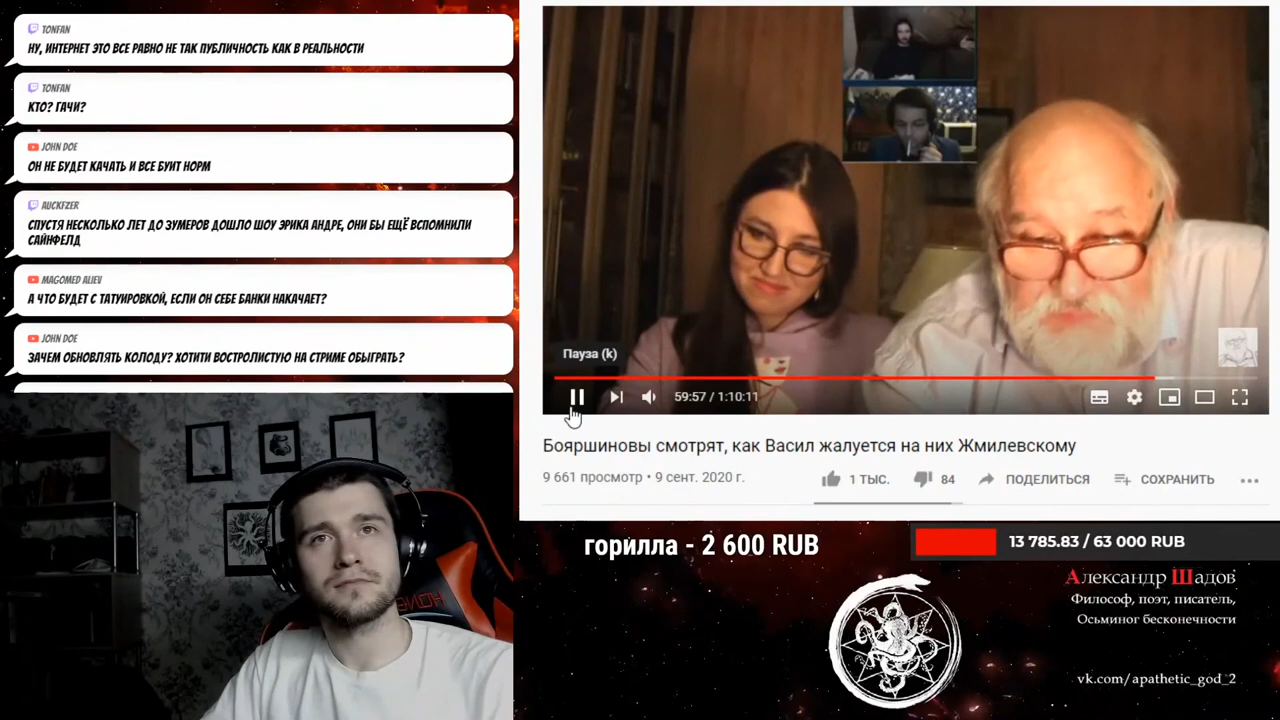 TONFAN
НУ, ИНТЕРНЕТ ЭТО ВСЕ РАВНО НЕ ТАК ПУБЛИЧНОСТЬ КАК В РЕАЛЬНОСТИ
TONFAN
КТО? ГАЧИ?
JOHN DOE
ОН НЕ БУДЕТ КАЧАТЬ И ВСЕ БУИТ НОРМ
AUCKFZER
СПУСТЯ НЕСКОЛЬКО ЛЕТ ДО ЗУМЕРОВ ДОШЛО ШОУ ЭРИКА АНДРЕ, ОНИ БЫ ЕЩЁ ВСПОМНИЛИ
САЙНФЕЛД
MAGOMED ALIEV
А ЧТО БУДЕТ С ТАТУИРОВКОЙ, ЕСЛИ ОН СЕБЕ БАНКИ НАКАЧАЕТ?
JOHN DOE
ЗАЧЕМ ОБНОВЛЯТЬ КОЛОДУ? ХОТИТИ ВОСТРОЛИСТУЮ НА СТРИМЕ ОБЫГРАТЬ?
Пауза (k)
59:57 / 1:10:11
Бояршиновы смотрят, как Васил жалуется на них Жмилевскому
9 661 просмотр • 9 сент. 2020 г.
1 ТЫС.
84
ПОДЕЛИТЬСЯ
СОХРАНИТЬ
горилла - 2 600 RUB
13 785.83 / 63 000 RUB
Александр Шадов
Философ, поэт, писатель,
Осьминог бесконечности
vk.com/apathetic_god_2